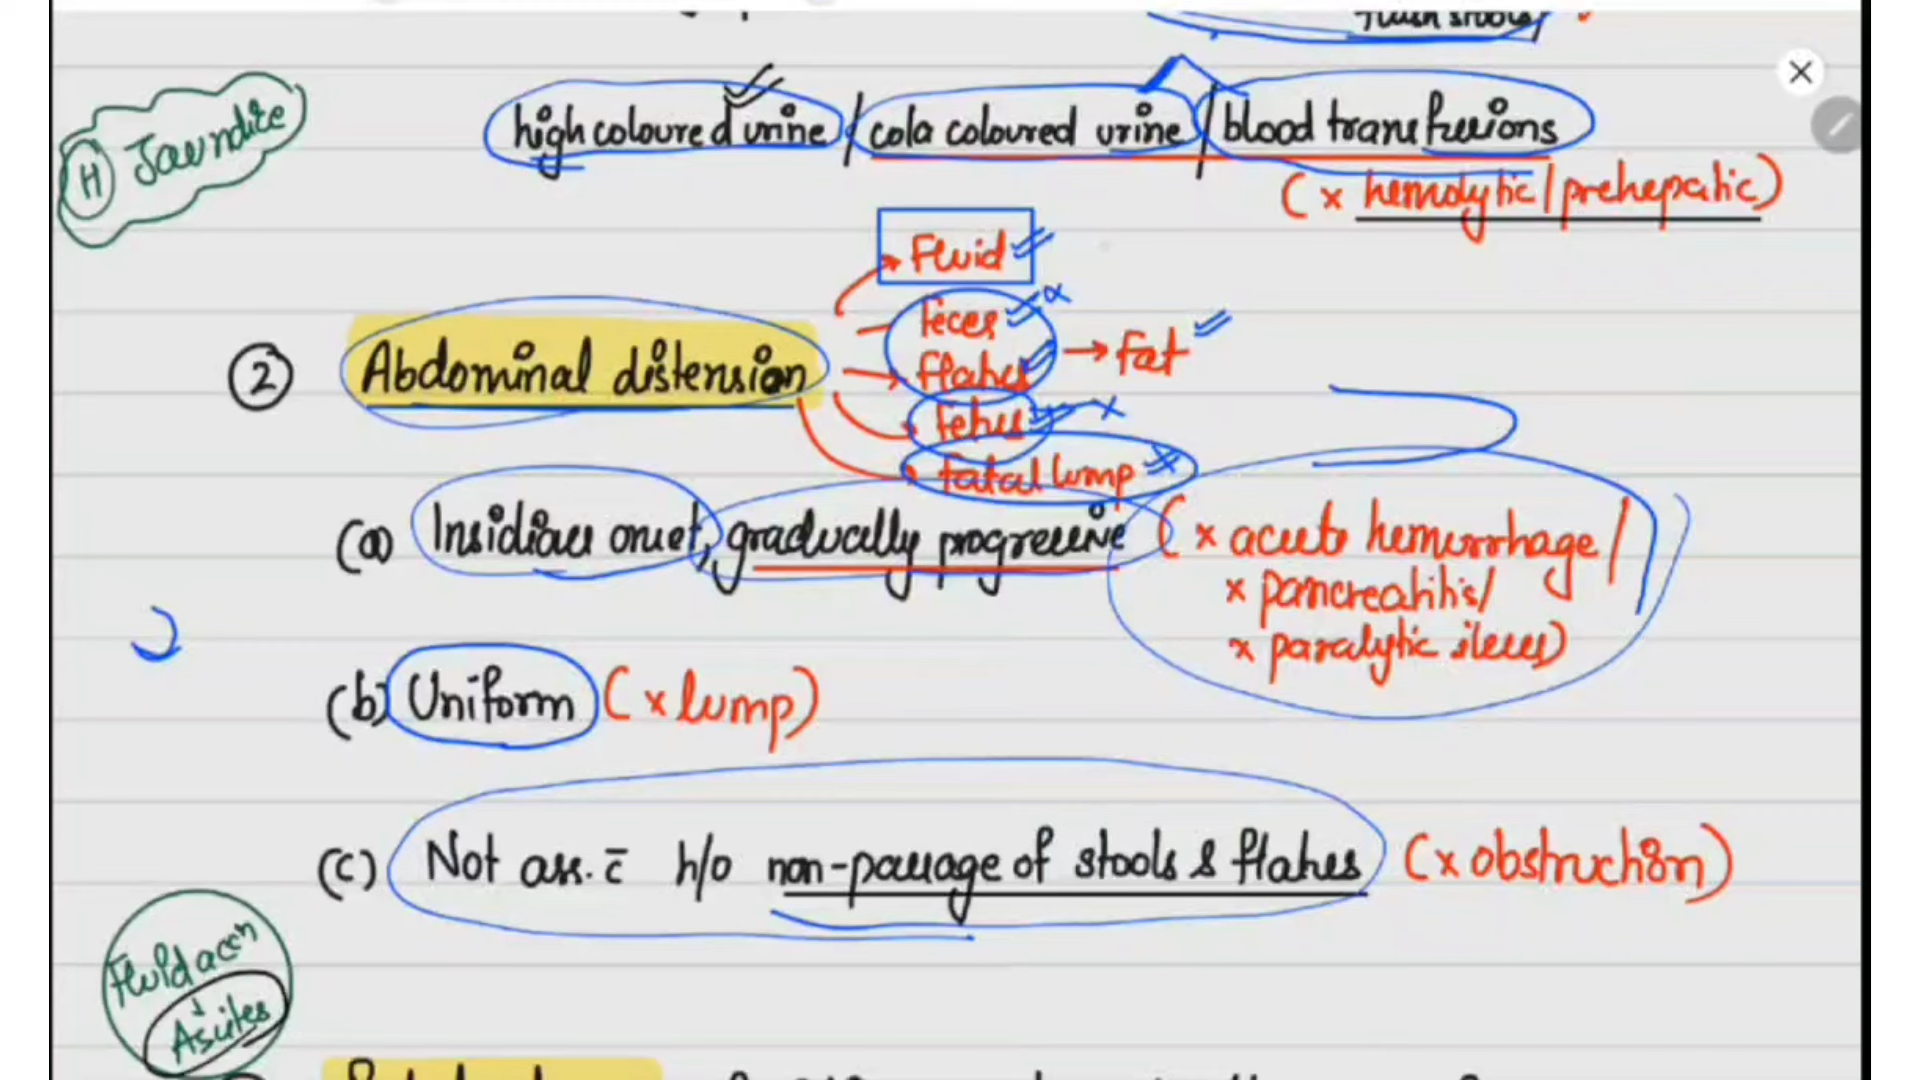 high coloured urine / cola coloured urine / blood transfusions
(H) Jaundice
(x hemolytic / prehepatic)
Fluid
Feces
Flatus → Fat
② Abdominal distension
Fetus
Fatal lump
(a) Insidious onset, gradually progressive (x acute hemorrhage /
x pancreatitis/
x paralytic ileus)
(b) Uniform (x lump)
(c) Not ass. c̄ h/o non-passage of stools & flatus (x obstruction)
Fluid accn
↓
Ascites